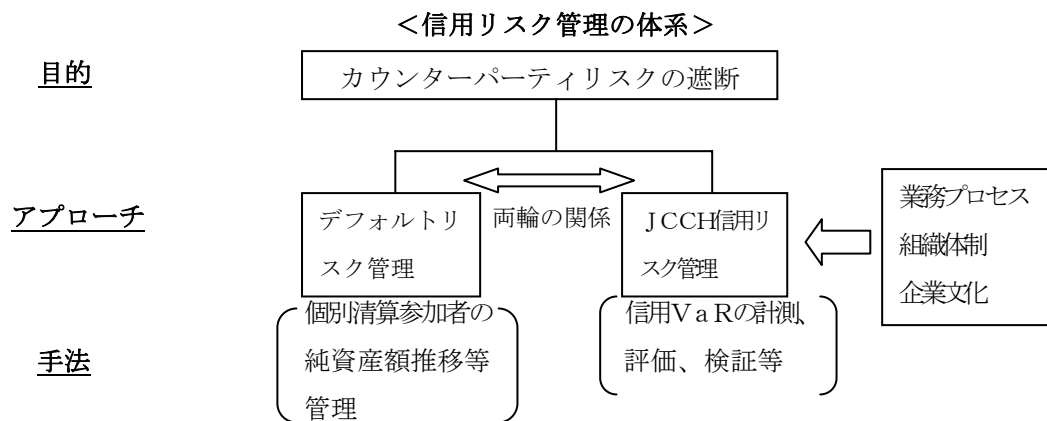 ＜信用リスク管理の体系＞
目的
カウンターパーティリスクの遮断
アプローチ
デフォルトリ
スク管理
両輪の関係
ＪＣＣＨ信用リ
スク管理
業務プロセス
組織体制
企業文化
手法
個別清算参加者の
純資産額推移等
管理
信用ＶａＲの計測、
評価、検証等